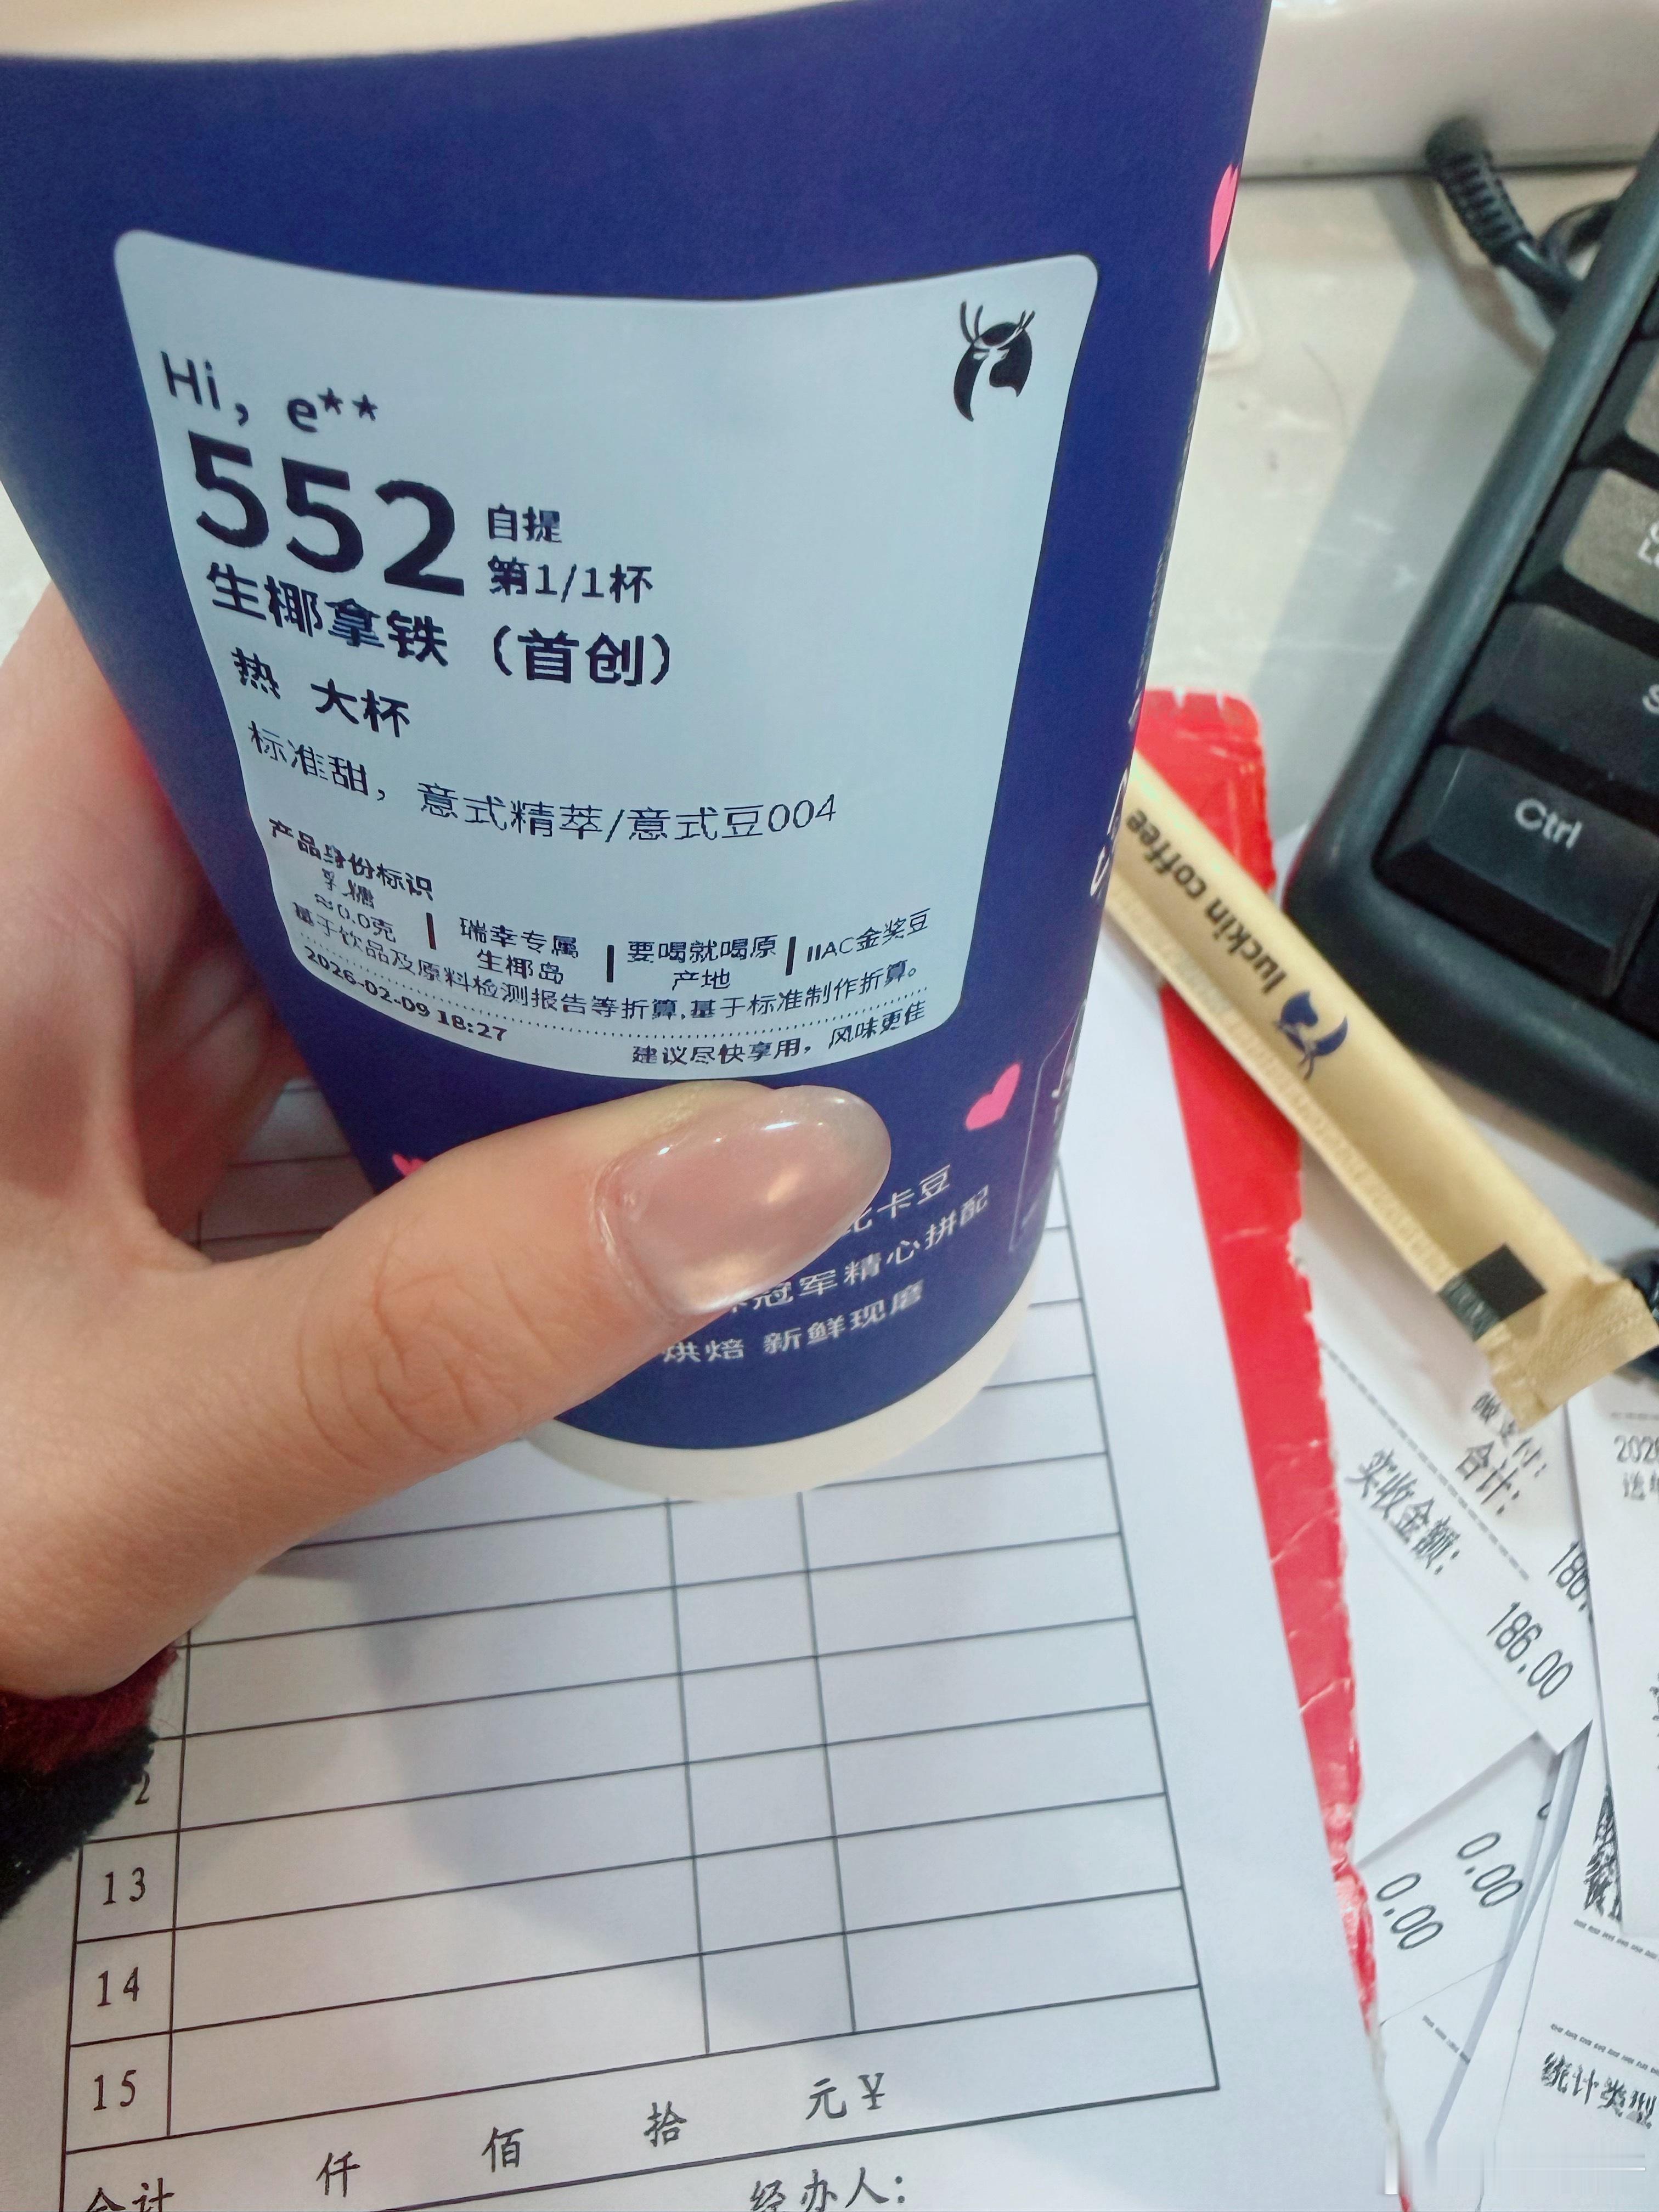 Hi, e**
552
自提
第1/1杯
生椰拿铁（首创）
热 大杯
标准甜，意式精萃/意式豆004
产品身份标识
乳糖
≈0.0克
瑞幸专属
生椰岛
要喝就喝原
产地
IIAC金奖豆
基于饮品及原料检测报告等折算,基于标准制作折算。
2026-02-09 18:27
建议尽快享用，风味更佳
卡豆
冠军精心拼配
烘焙 新鲜现磨
luckin coffee
Ctrl
合计:
实收金额:
186.00
0.00
0.00
统计类型
2
13
14
15
合计 仟 佰 拾 元¥
经办人: